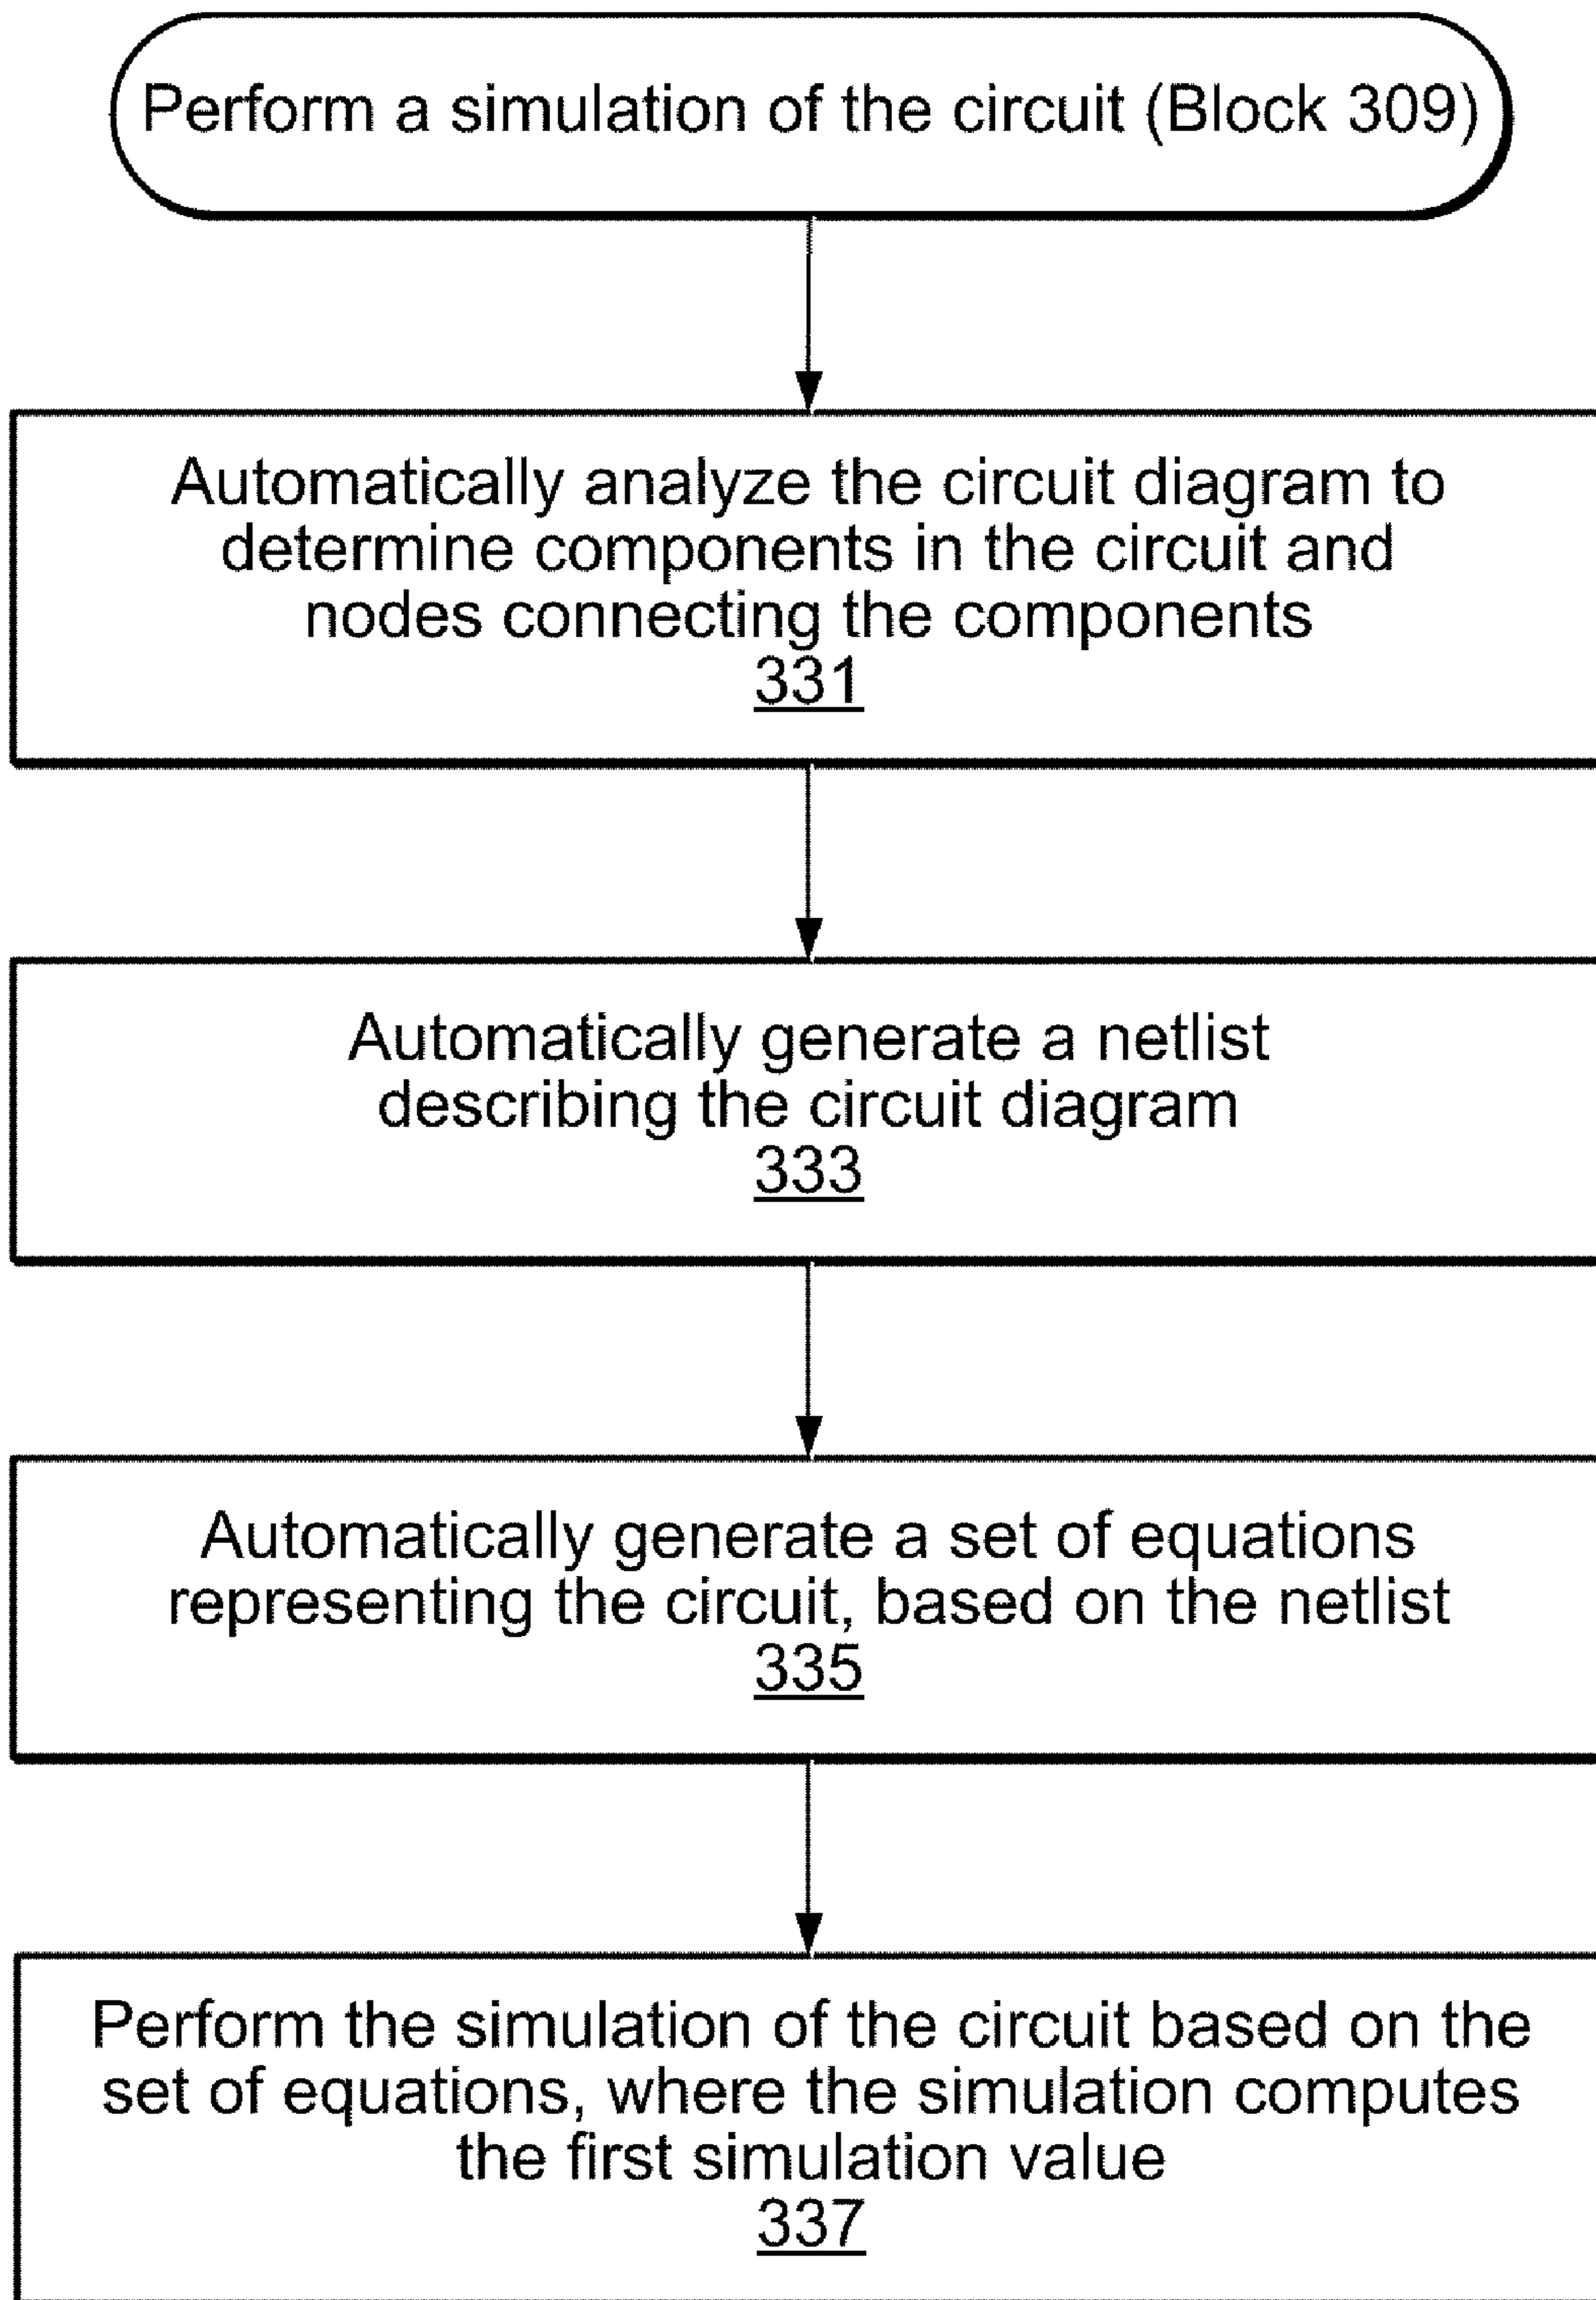 Perform a simulation of the circuit (Block 309)
Automatically analyze the circuit diagram to
determine components in the circuit and
nodes connecting the components
331
Automatically generate a netlist
describing the circuit diagram
333
Automatically generate a set of equations
representing the circuit, based on the netlist
335
Perform the simulation of the circuit based on the
set of equations, where the simulation computes
the first simulation value
337